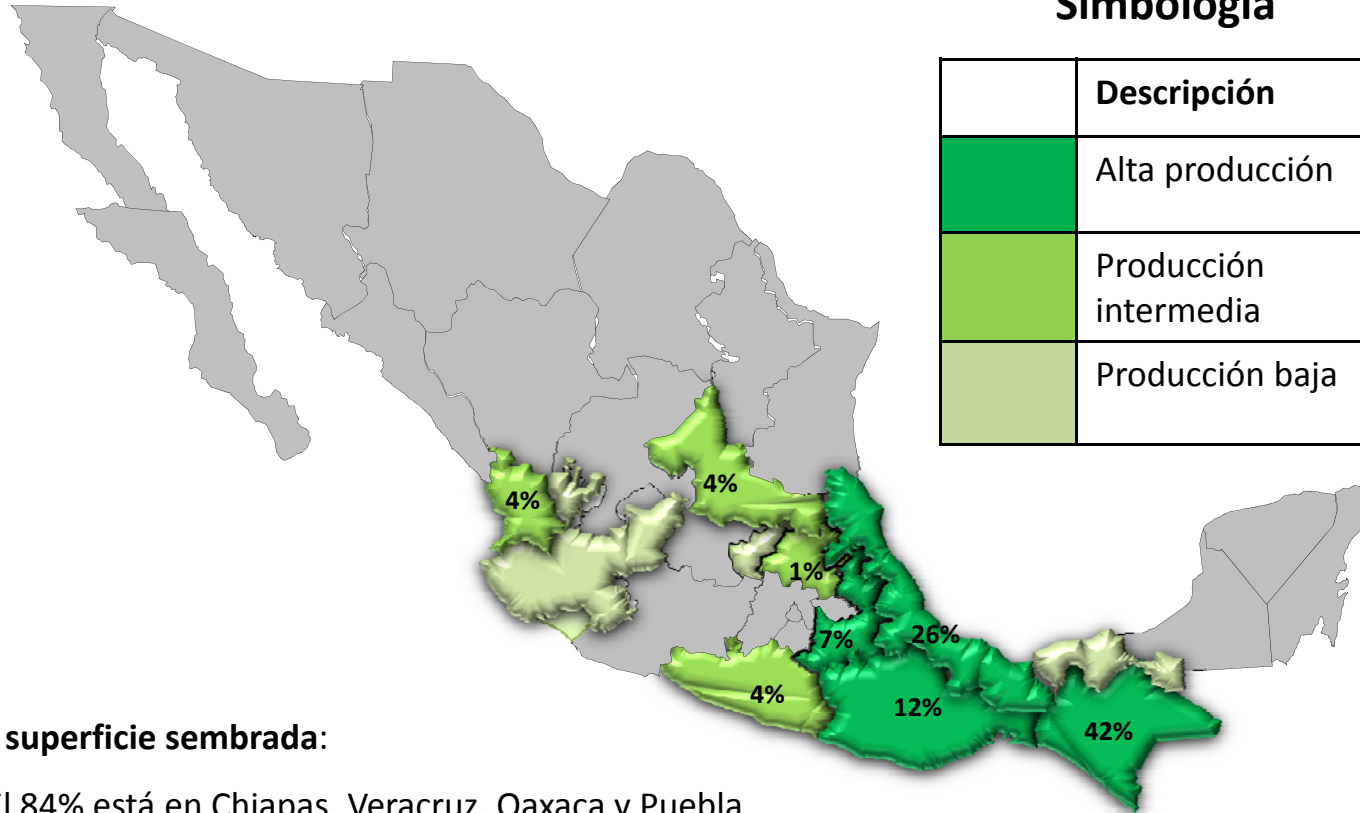 Simbología
Descripción
Alta producción
Producción
intermedia
Producción baja
4%
4%
1%
7%
26%
4%
12%
42%
superficie sembrada:
El 84% está en Chiapas, Veracruz, Oaxaca y Puebla